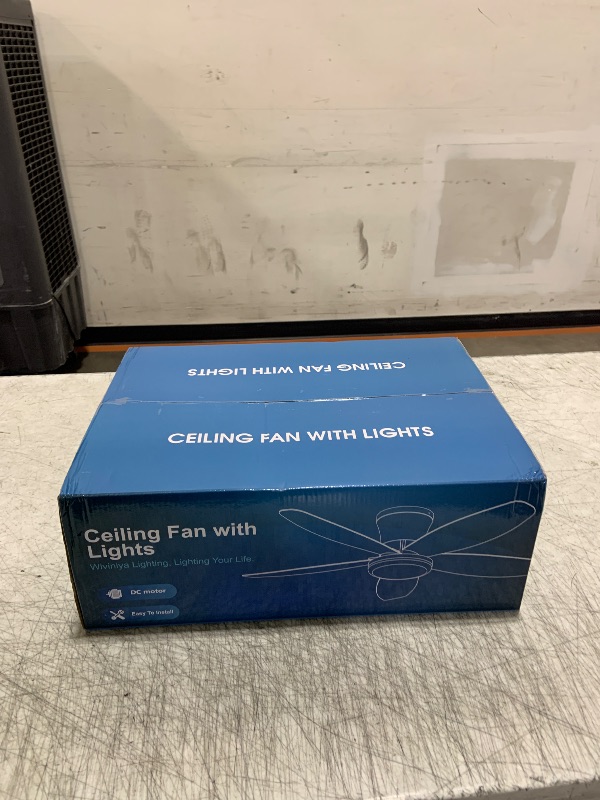 CEILING FAN WITH LIGHTS
CEILING FAN WITH LIGHTS
Ceiling Fan with
Lights
Wiviniya Lighting, Lighting Your Life.
DC motor
Easy To Install